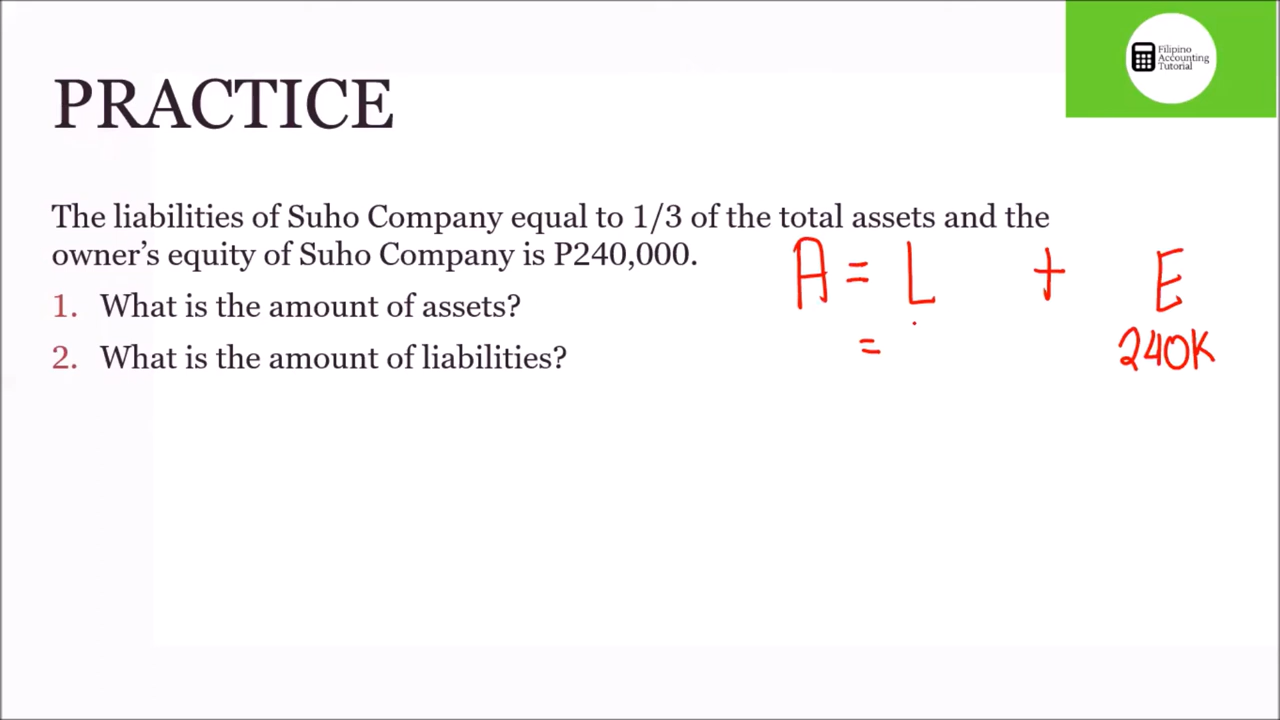 Filipino
Accounting
Tutorial
PRACTICE
The liabilities of Suho Company equal to 1/3 of the total assets and the
owner’s equity of Suho Company is P240,000.
1. What is the amount of assets?
2. What is the amount of liabilities?
A = L + E
= 240K